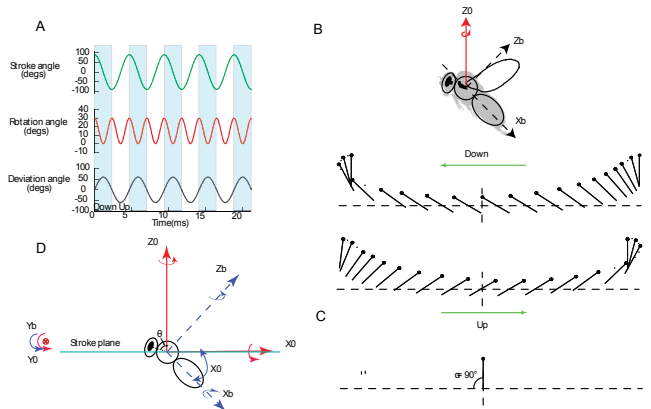 A
Stroke angle
(degs)
100
50
0
-50
-100
Rotation angle
(degs)
40
30
20
10
0
-10
Deviation angle
(degs)
100
50
0
-50
-100
Down Up
0
5
10
15
20
Time(ms)
B
Z0
Zb
Xb
Down
Up
C
= 90°
D
Z0
Zb
Yb
Y0
Stroke plane
θ
X0
X0
Xb